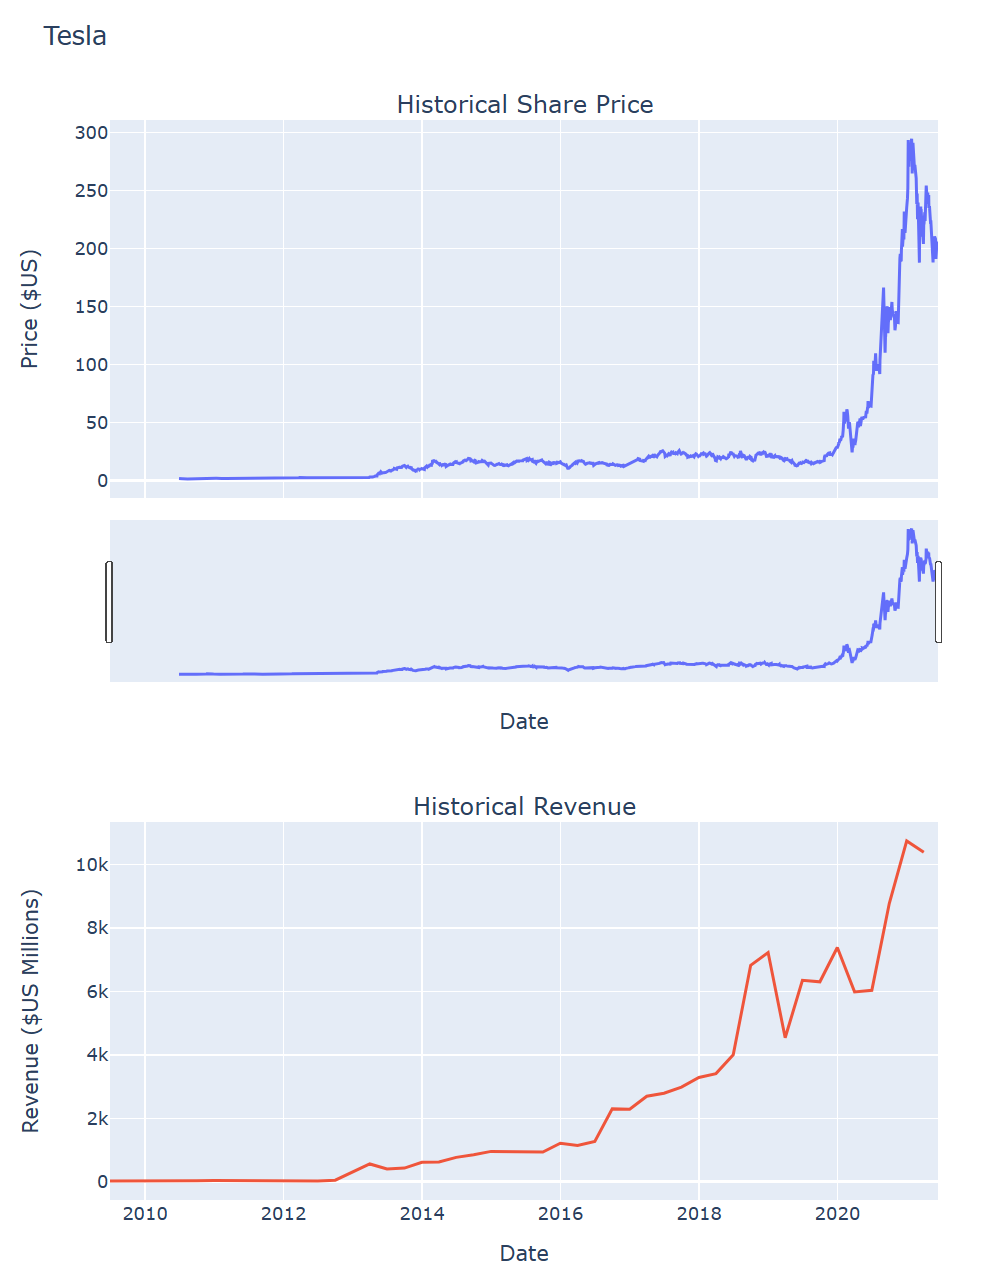 Tesla
Historical Share Price
300
250
200
150
100
50
0
Price ($US)
Date
Historical Revenue
10k
8k
6k
4k
2k
0
Revenue ($US Millions)
2010 2012 2014 2016 2018 2020
Date